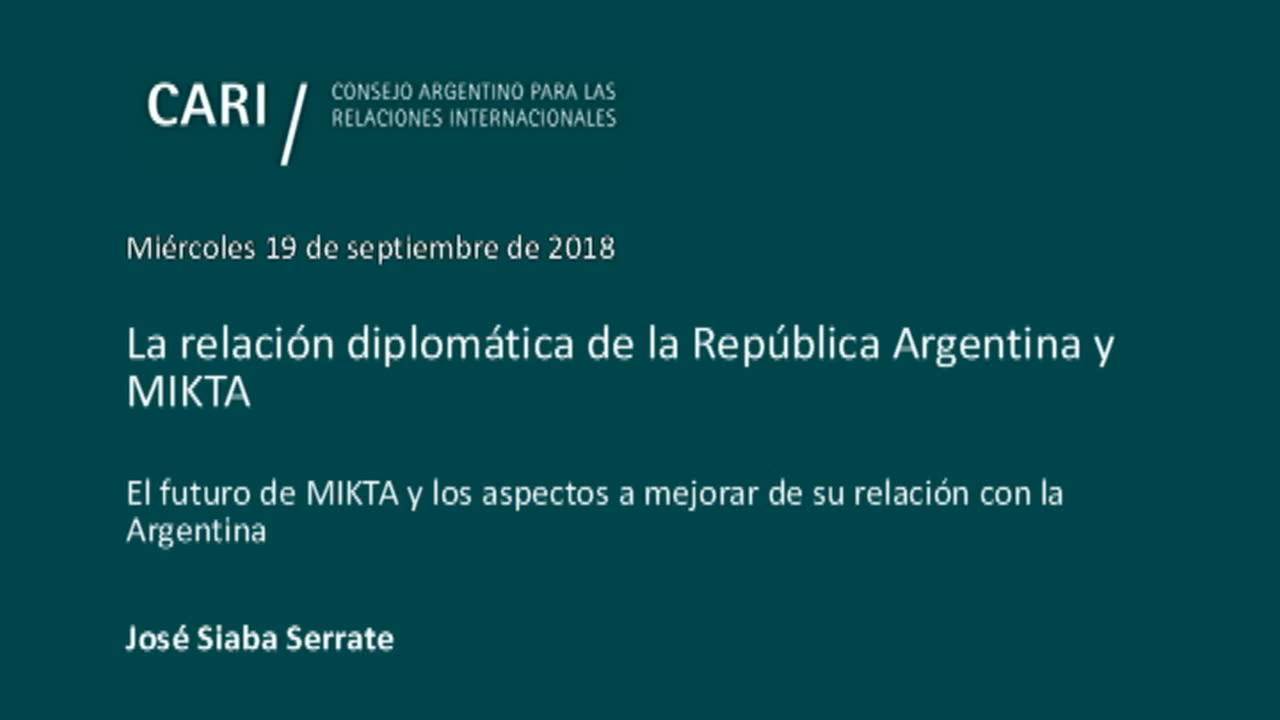 CARI / CONSEJO ARGENTINO PARA LAS
RELACIONES INTERNACIONALES
Miércoles 19 de septiembre de 2018
La relación diplomática de la República Argentina y
MIKTA
El futuro de MIKTA y los aspectos a mejorar de su relación con la
Argentina
José Siaba Serrate